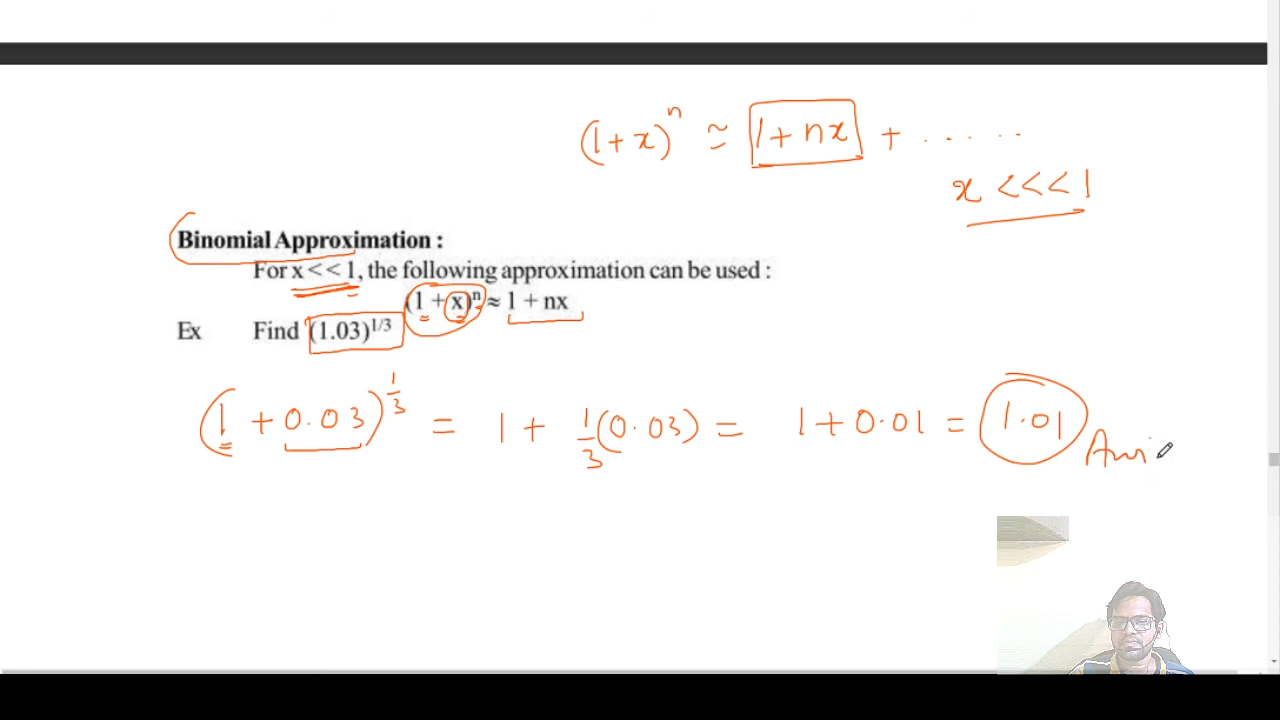 (1+x)^n ≃ 1+nx + ......
x <<< 1
Binomial Approximation :
For x << 1, the following approximation can be used :
(1 + x)^n ≈ 1 + nx
Ex Find (1.03)^1/3
(1 + 0.03)^1/3 = 1 + 1/3(0.03) = 1+0.01 = 1.01